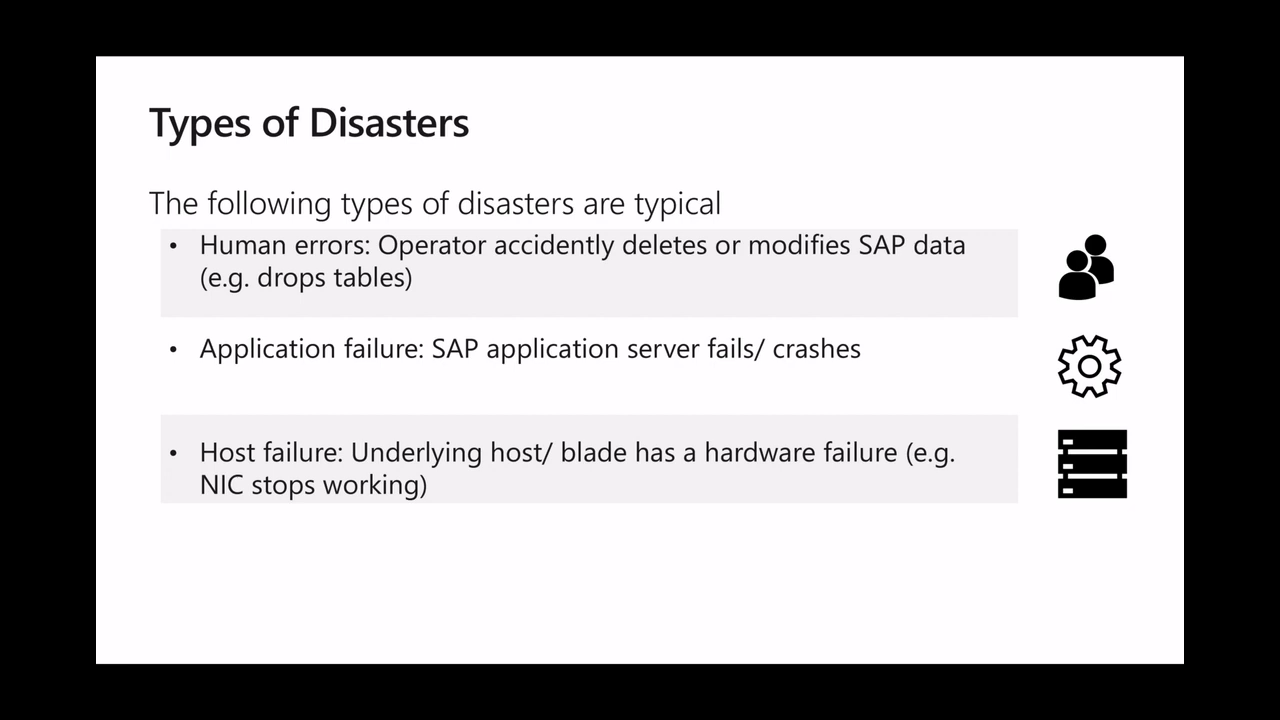 Types of Disasters
The following types of disasters are typical
• Human errors: Operator accidently deletes or modifies SAP data
(e.g. drops tables)
• Application failure: SAP application server fails/ crashes
• Host failure: Underlying host/ blade has a hardware failure (e.g.
NIC stops working)